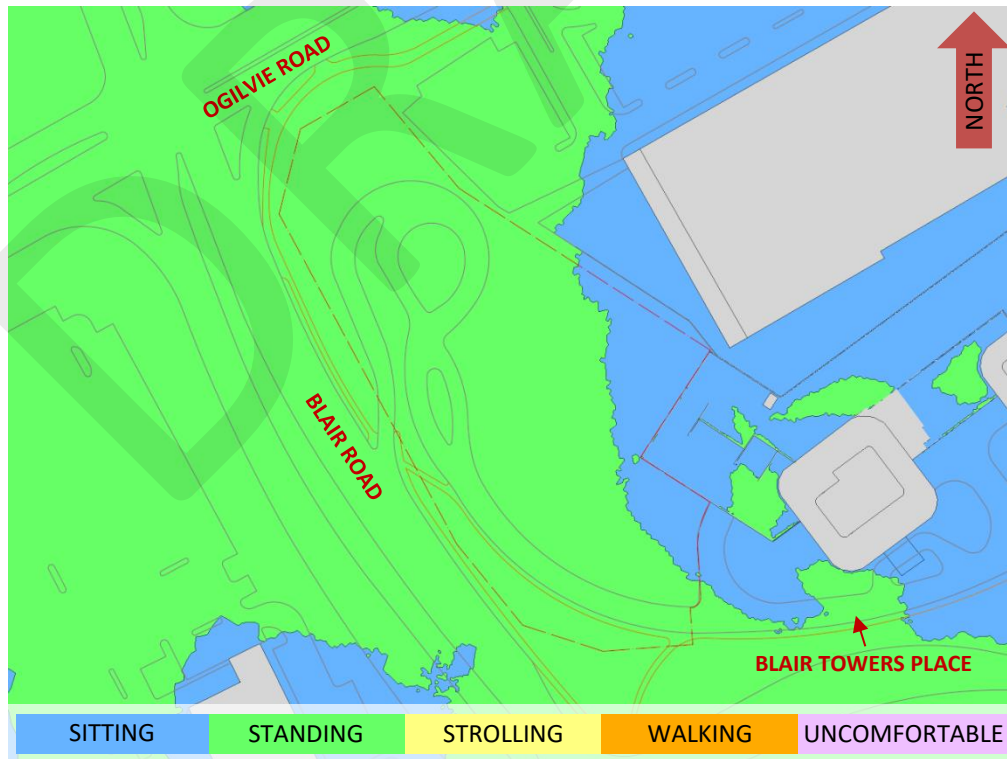 OGILVIE ROAD
NORTH
BLAIR ROAD
BLAIR TOWERS PLACE
SITTING STANDING STROLLING WALKING UNCOMFORTABLE